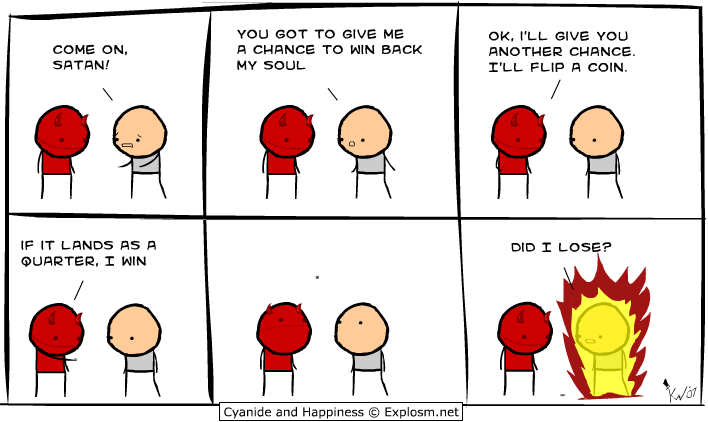 COME ON,
SATAN!
YOU GOT TO GIVE ME
A CHANCE TO WIN BACK
MY SOUL
OK, I'LL GIVE YOU
ANOTHER CHANCE.
I'LL FLIP A COIN.
IF IT LANDS AS A
QUARTER, I WIN
DID I LOSE?
Cyanide and Happiness © Explosm.net